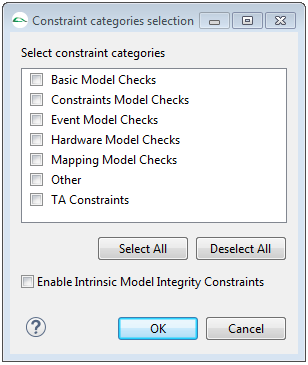 Constraint categories selection
Select constraint categories
Basic Model Checks
Constraints Model Checks
Event Model Checks
Hardware Model Checks
Mapping Model Checks
Other
TA Constraints
Select All
Deselect All
Enable Intrinsic Model Integrity Constraints
?
OK
Cancel